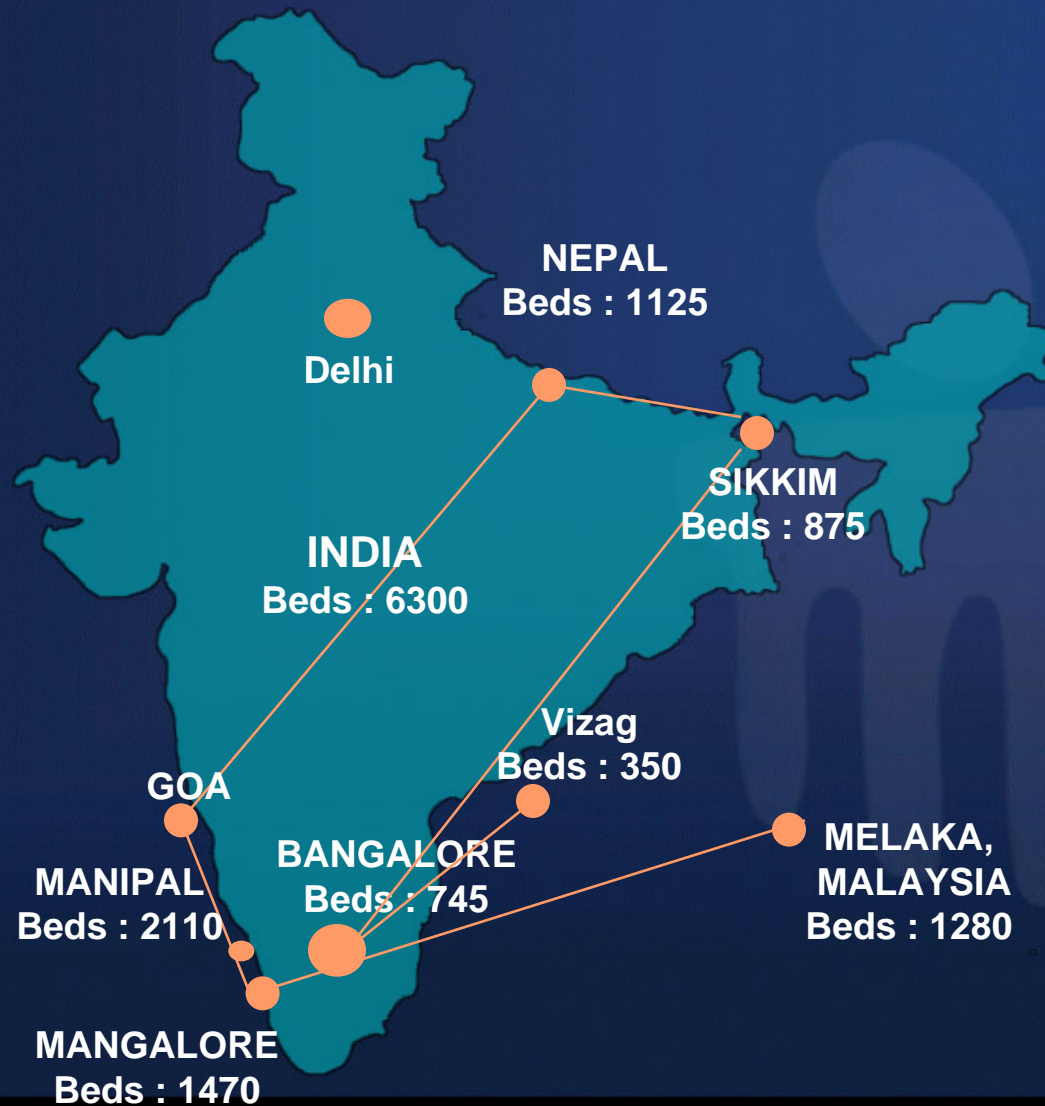 NEPAL
Beds : 1125
Delhi
SIKKIM
Beds : 875
INDIA
Beds : 6300
Vizag
Beds : 350
GOA
BANGALORE
Beds : 745
MELAKA,
MALAYSIA
Beds : 1280
MANIPAL
Beds : 2110
MANGALORE
Beds : 1470